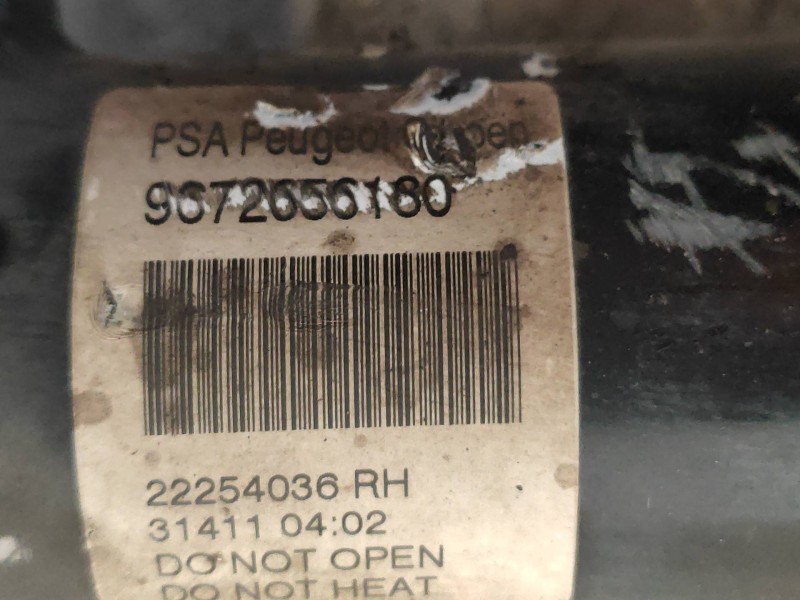 PSA Peugeot
9672656180
22254036 RH
31411 04:02
DO NOT OPEN
DO NOT HEAT